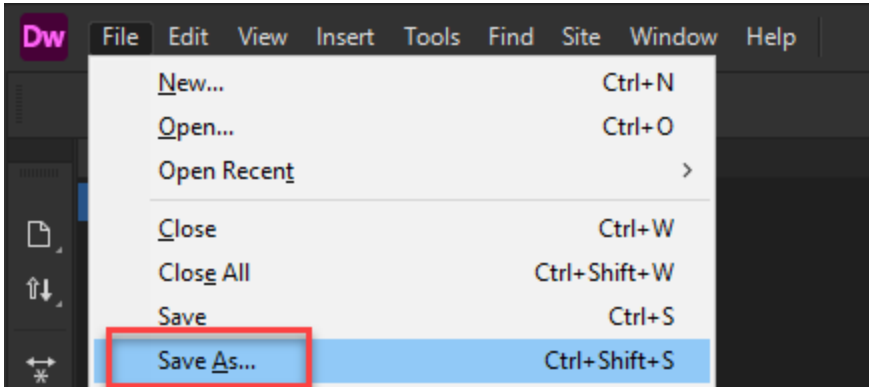 Dw File Edit View Insert Tools Find Site Window Help
New... Ctrl+N
Open... Ctrl+O
Open Recent >
Close Ctrl+W
Close All Ctrl+Shift+W
Save Ctrl+S
Save As... Ctrl+Shift+S